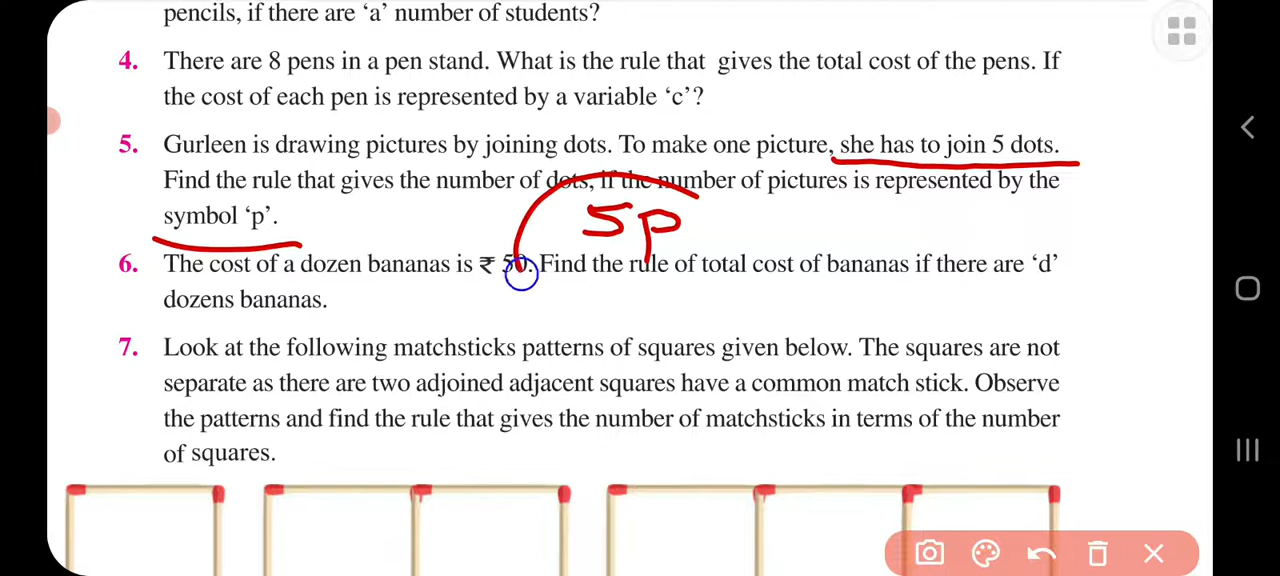 pencils, if there are ‘a’ number of students?
4. There are 8 pens in a pen stand. What is the rule that gives the total cost of the pens. If
the cost of each pen is represented by a variable ‘c’?
5. Gurleen is drawing pictures by joining dots. To make one picture, she has to join 5 dots.
Find the rule that gives the number of dots, if the number of pictures is represented by the
symbol ‘p’.
5p
6. The cost of a dozen bananas is ₹ 50. Find the rule of total cost of bananas if there are ‘d’
dozens bananas.
7. Look at the following matchsticks patterns of squares given below. The squares are not
separate as there are two adjoined adjacent squares have a common match stick. Observe
the patterns and find the rule that gives the number of matchsticks in terms of the number
of squares.